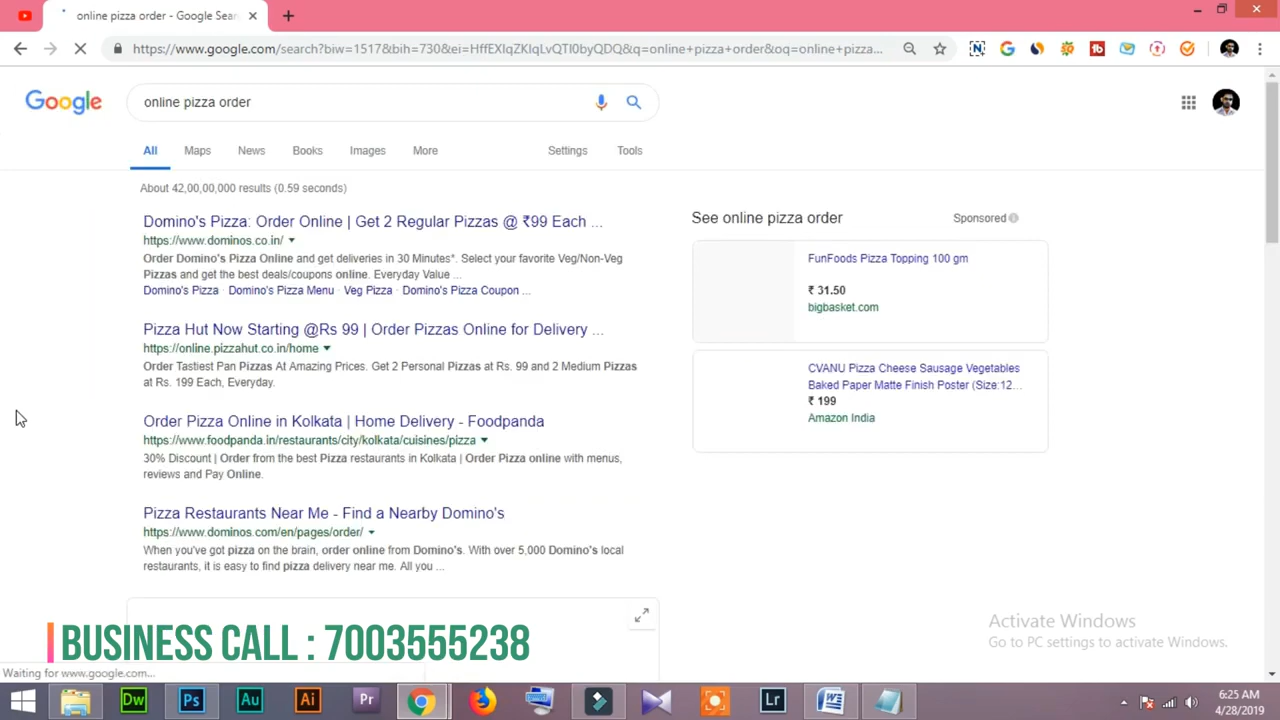 online pizza order - Google Sear
https://www.google.com/search?biw=1517&bih=730&ei=HffEXIqZKIqLvQTI0byQDQ&q=online+pizza+order&oq=online+pizza...
Google
online pizza order
All Maps News Books Images More Settings Tools
About 42,00,00,000 results (0.59 seconds)
Domino's Pizza: Order Online | Get 2 Regular Pizzas @ ₹99 Each ...
https://www.dominos.co.in/
Order Domino's Pizza Online and get deliveries in 30 Minutes*. Select your favorite Veg/Non-Veg
Pizzas and get the best deals/coupons online. Everyday Value ...
Domino's Pizza · Domino's Pizza Menu · Veg Pizza · Domino's Pizza Coupon ...
Pizza Hut Now Starting @Rs 99 | Order Pizzas Online for Delivery ...
https://online.pizzahut.co.in/home
Order Tastiest Pan Pizzas At Amazing Prices. Get 2 Personal Pizzas at Rs. 99 and 2 Medium Pizzas
at Rs. 199 Each, Everyday.
Order Pizza Online in Kolkata | Home Delivery - Foodpanda
https://www.foodpanda.in/restaurants/city/kolkata/cuisines/pizza
30% Discount | Order from the best Pizza restaurants in Kolkata | Order Pizza online with menus,
reviews and Pay Online.
Pizza Restaurants Near Me - Find a Nearby Domino's
https://www.dominos.com/en/pages/order/
When you've got pizza on the brain, order online from Domino's. With over 5,000 Domino's local
restaurants, it is easy to find pizza delivery near me. All you ...
See online pizza order Sponsored
FunFoods Pizza Topping 100 gm
₹ 31.50
bigbasket.com
CVANU Pizza Cheese Sausage Vegetables
Baked Paper Matte Finish Poster (Size:12...
₹ 199
Amazon India
Activate Windows
Go to PC settings to activate Windows.
BUSINESS CALL : 7003555238
Waiting for www.google.com...
Dw Ps Au Ai Pr Lr
6:25 AM
4/28/2019